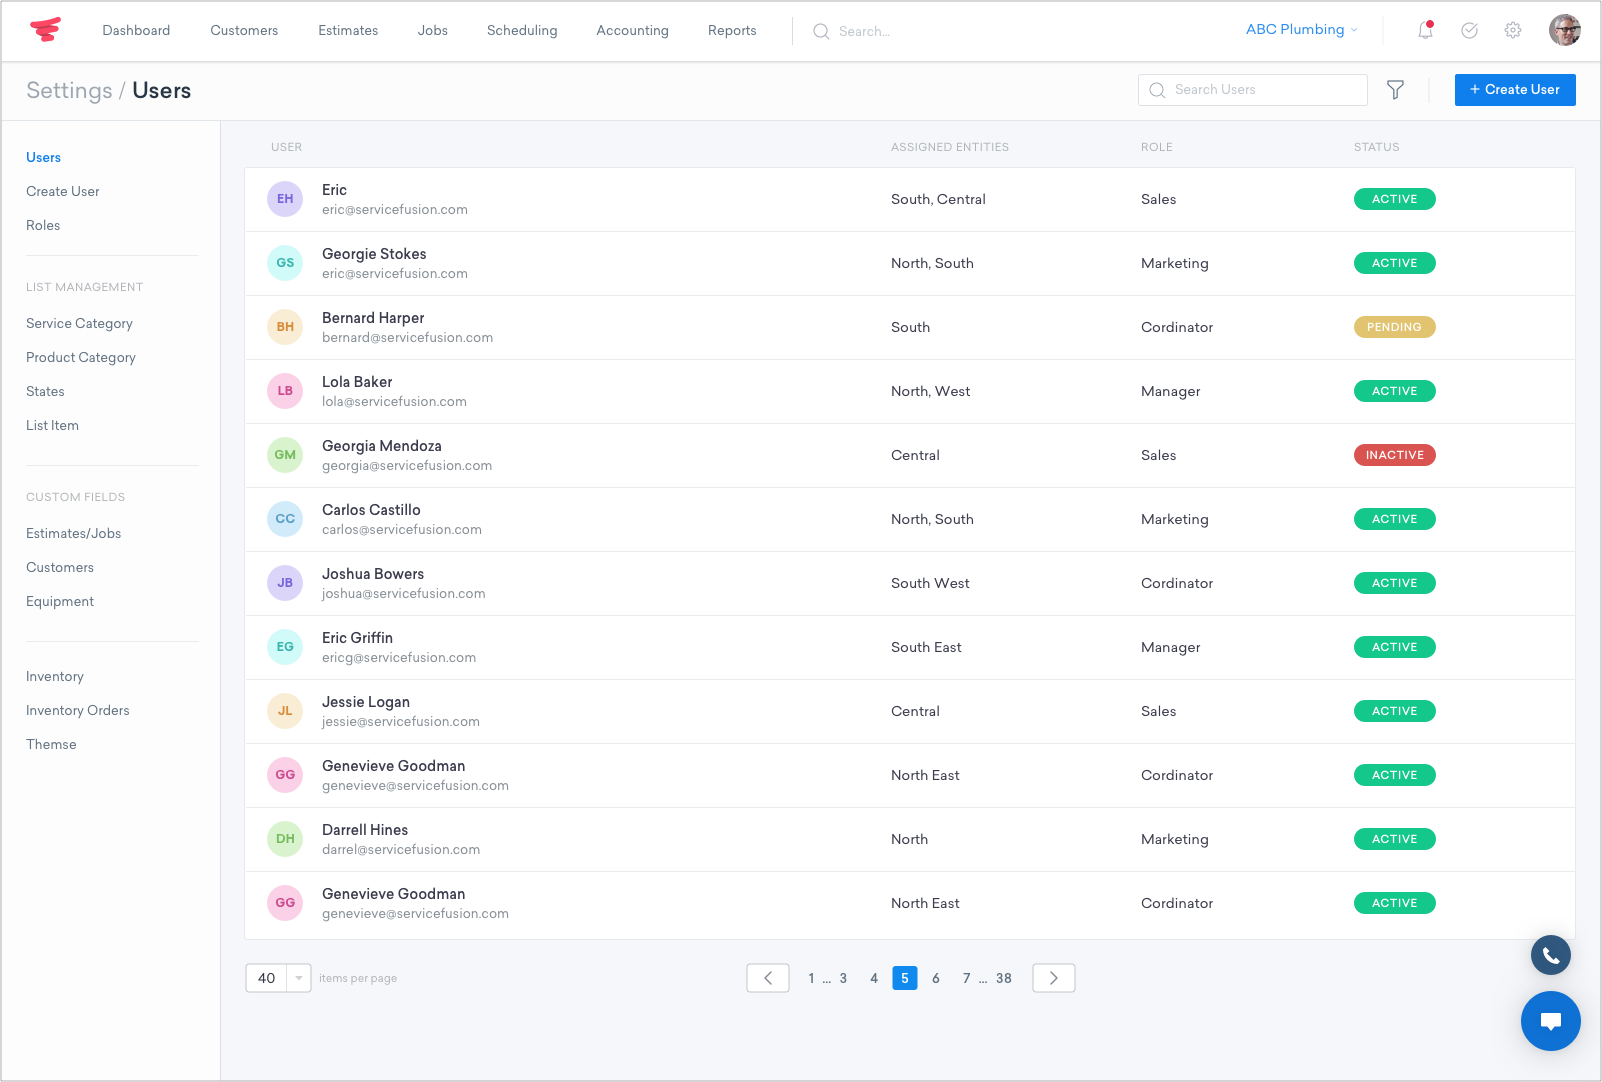 Dashboard Customers Estimates Jobs Scheduling Accounting Reports Search... ABC Plumbing
Settings / Users Search Users + Create User
Users
Create User
Roles
LIST MANAGEMENT
Service Category
Product Category
States
List Item
CUSTOM FIELDS
Estimates/Jobs
Customers
Equipment
Inventory
Inventory Orders
Themse
USER ASSIGNED ENTITIES ROLE STATUS
EH Eric South, Central Sales ACTIVE
eric@servicefusion.com
GS Georgie Stokes North, South Marketing ACTIVE
eric@servicefusion.com
BH Bernard Harper South Cordinator PENDING
bernard@servicefusion.com
LB Lola Baker North, West Manager ACTIVE
lola@servicefusion.com
GM Georgia Mendoza Central Sales INACTIVE
georgia@servicefusion.com
CC Carlos Castillo North, South Marketing ACTIVE
carlos@servicefusion.com
JB Joshua Bowers South West Cordinator ACTIVE
joshua@servicefusion.com
EG Eric Griffin South East Manager ACTIVE
ericg@servicefusion.com
JL Jessie Logan Central Sales ACTIVE
jessie@servicefusion.com
GG Genevieve Goodman North East Cordinator ACTIVE
genevieve@servicefusion.com
DH Darrell Hines North Marketing ACTIVE
darrel@servicefusion.com
GG Genevieve Goodman North East Cordinator ACTIVE
genevieve@servicefusion.com
40 items per page 1 ... 3 4 5 6 7 ... 38